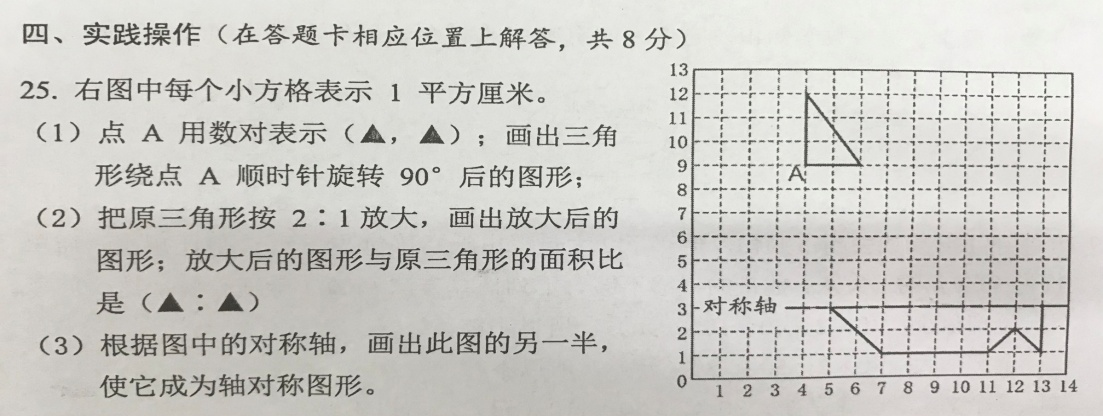 四、实践操作（在答题卡相应位置上解答，共 8 分）
25. 右图中每个小方格表示 1 平方厘米。
（1）点 A 用数对表示（▲，▲）；画出三角
形绕点 A 顺时针旋转 90° 后的图形；
（2）把原三角形按 2∶1 放大，画出放大后的
图形；放大后的图形与原三角形的面积比
是（▲∶▲）
（3）根据图中的对称轴，画出此图的另一半，
使它成为轴对称图形。
13
12
11
10
9
A
8
7
6
5
4
3 对称轴
2
1
0
1 2 3 4 5 6 7 8 9 10 11 12 13 14